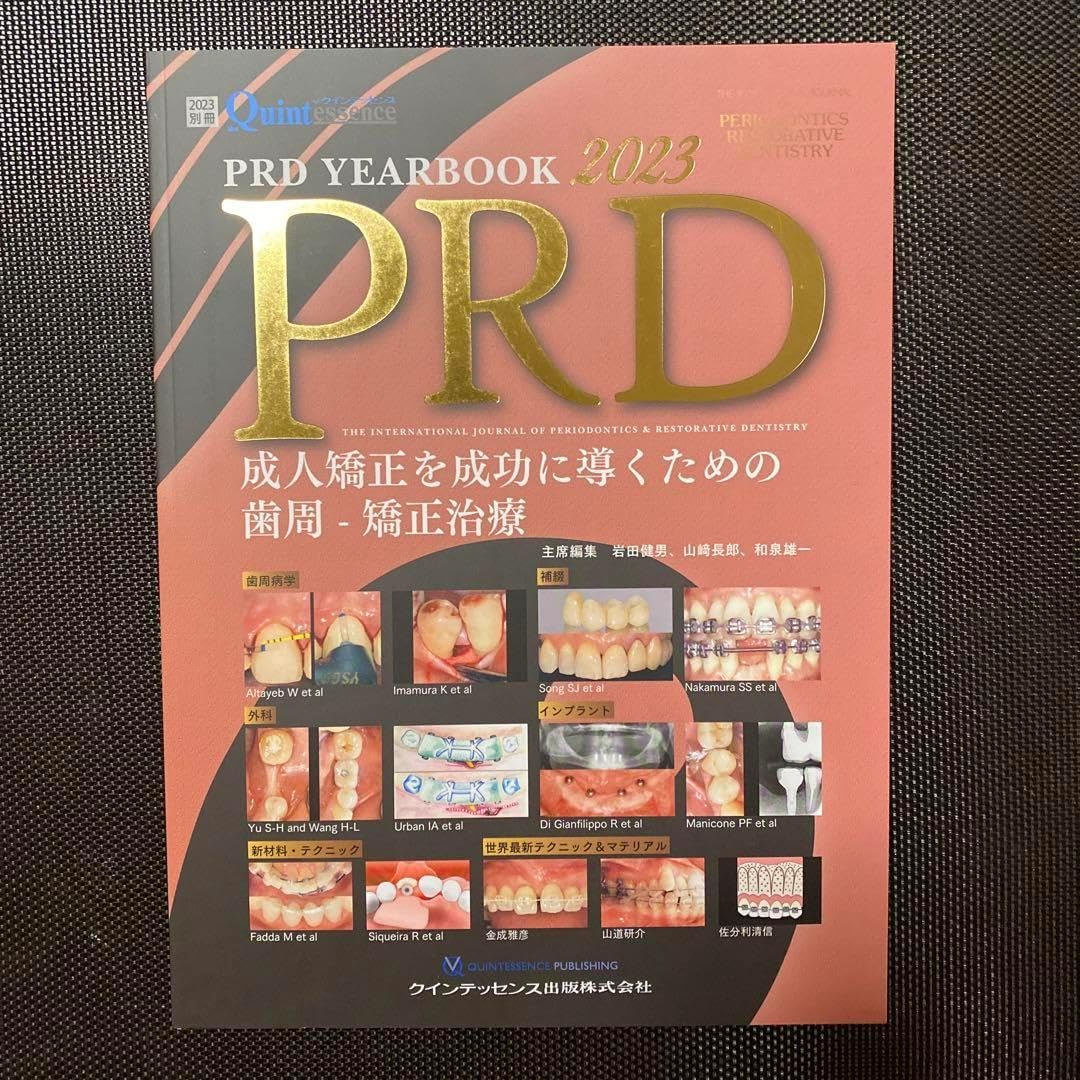 2023
別冊
the クインテッセンス
Quintessence
PERIODONTICS
RESTORATIVE
DENTISTRY
PRD YEARBOOK 2023
PRD
THE INTERNATIONAL JOURNAL OF PERIODONTICS & RESTORATIVE DENTISTRY
成人矯正を成功に導くための
歯周 - 矯正治療
主席編集 岩田健男、山﨑長郎、和泉雄一
歯周病学
補綴
Altayeb W et al
Imamura K et al
Song SJ et al
Nakamura SS et al
外科
インプラント
Yu S-H and Wang H-L
Urban IA et al
Di Gianfilippo R et al
Manicone PF et al
新材料・テクニック
世界最新テクニック&マテリアル
Fadda M et al
Siqueira R et al
金成雅彦
山道研介
佐分利清信
QUINTESSENCE PUBLISHING
クインテッセンス出版株式会社